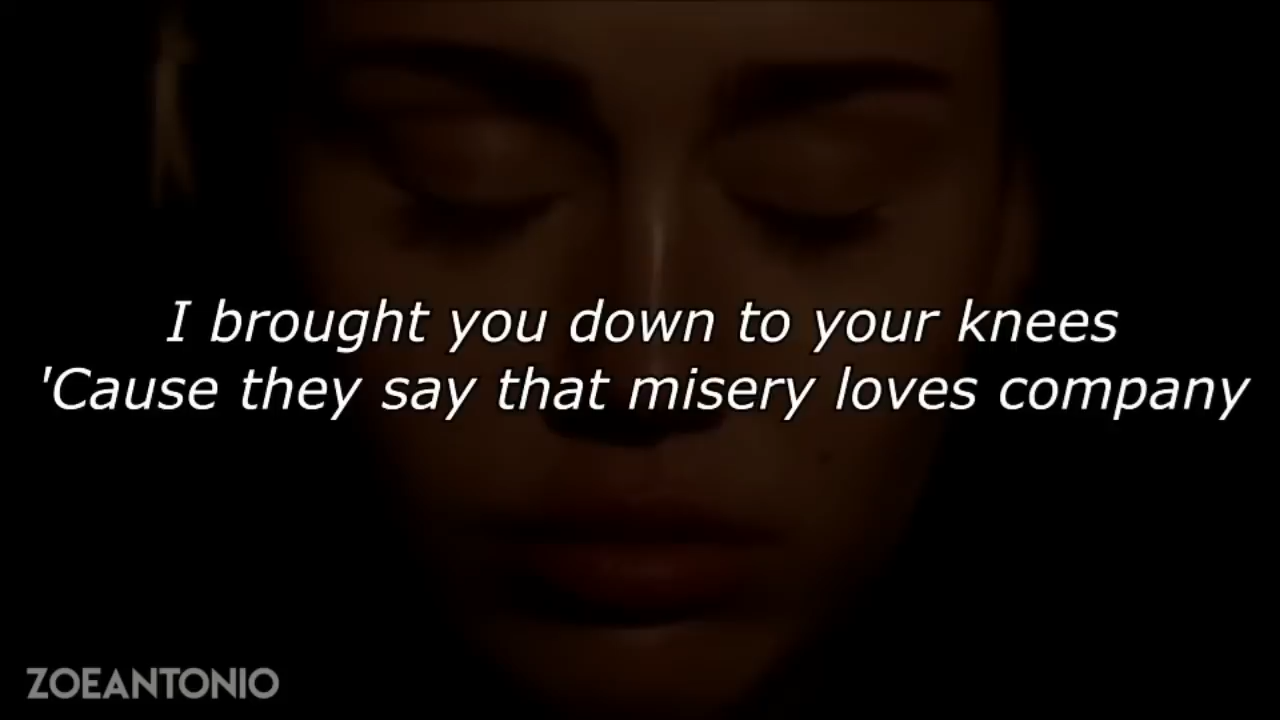 I brought you down to your knees
'Cause they say that misery loves company
ZOEANTONIO